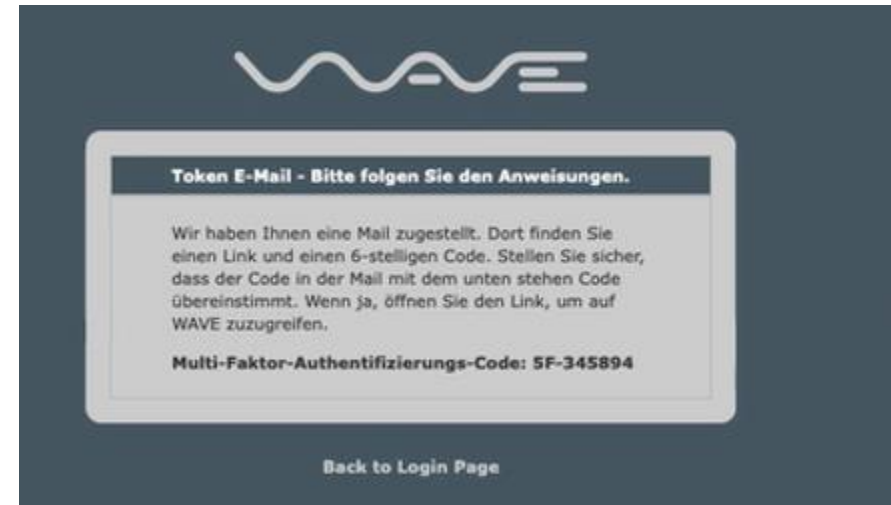 WAVE
Token E-Mail - Bitte folgen Sie den Anweisungen.
Wir haben Ihnen eine Mail zugestellt. Dort finden Sie
einen Link und einen 6-stelligen Code. Stellen Sie sicher,
dass der Code in der Mail mit dem unten stehen Code
übereinstimmt. Wenn ja, öffnen Sie den Link, um auf
WAVE zuzugreifen.
Multi-Faktor-Authentifizierungs-Code: 5F-345894
Back to Login Page